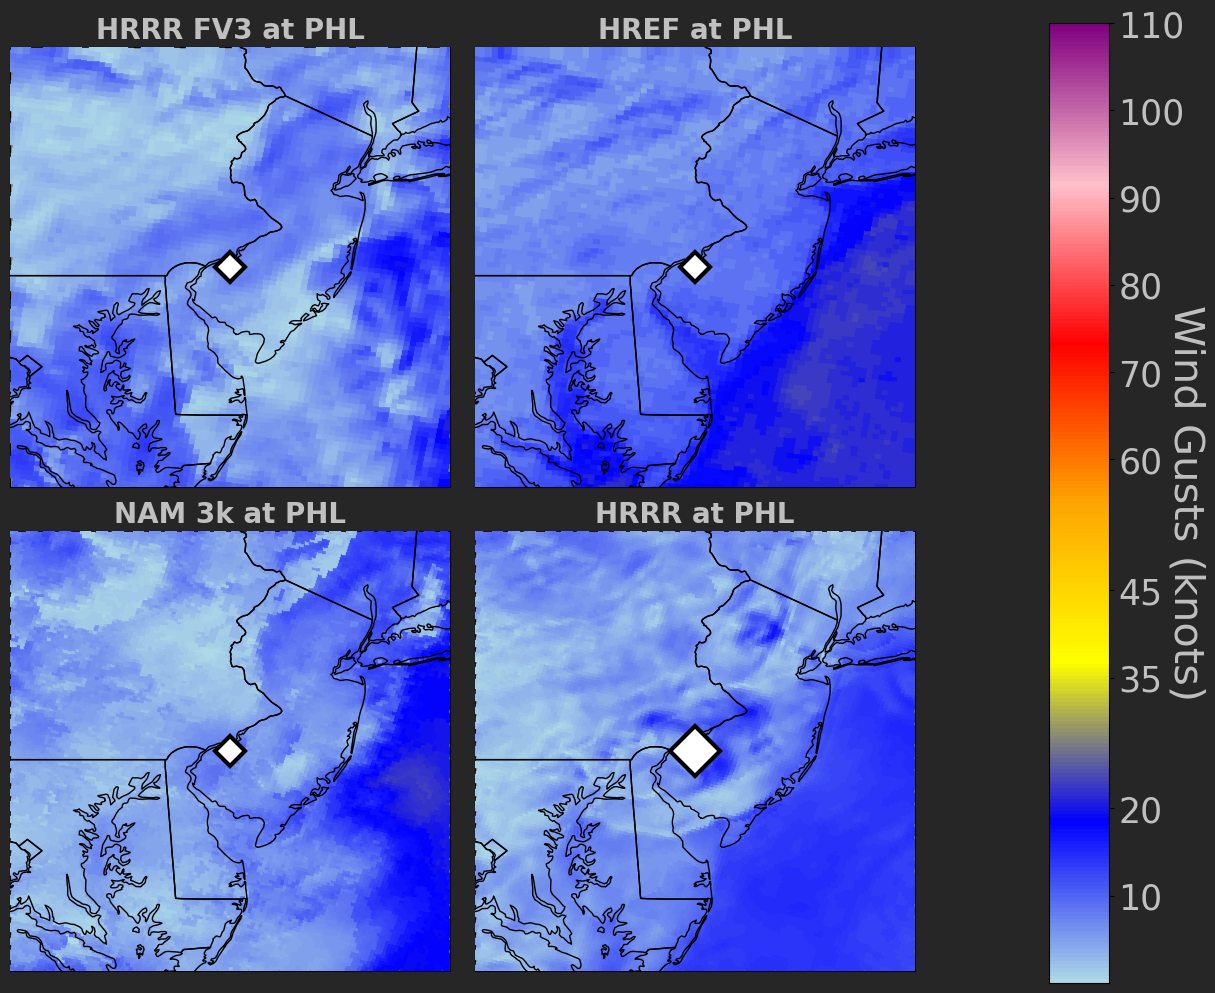 HRRR FV3 at PHL
HREF at PHL
NAM 3k at PHL
HRRR at PHL
110
100
90
80
70
60
45
35
20
10
Wind Gusts (knots)